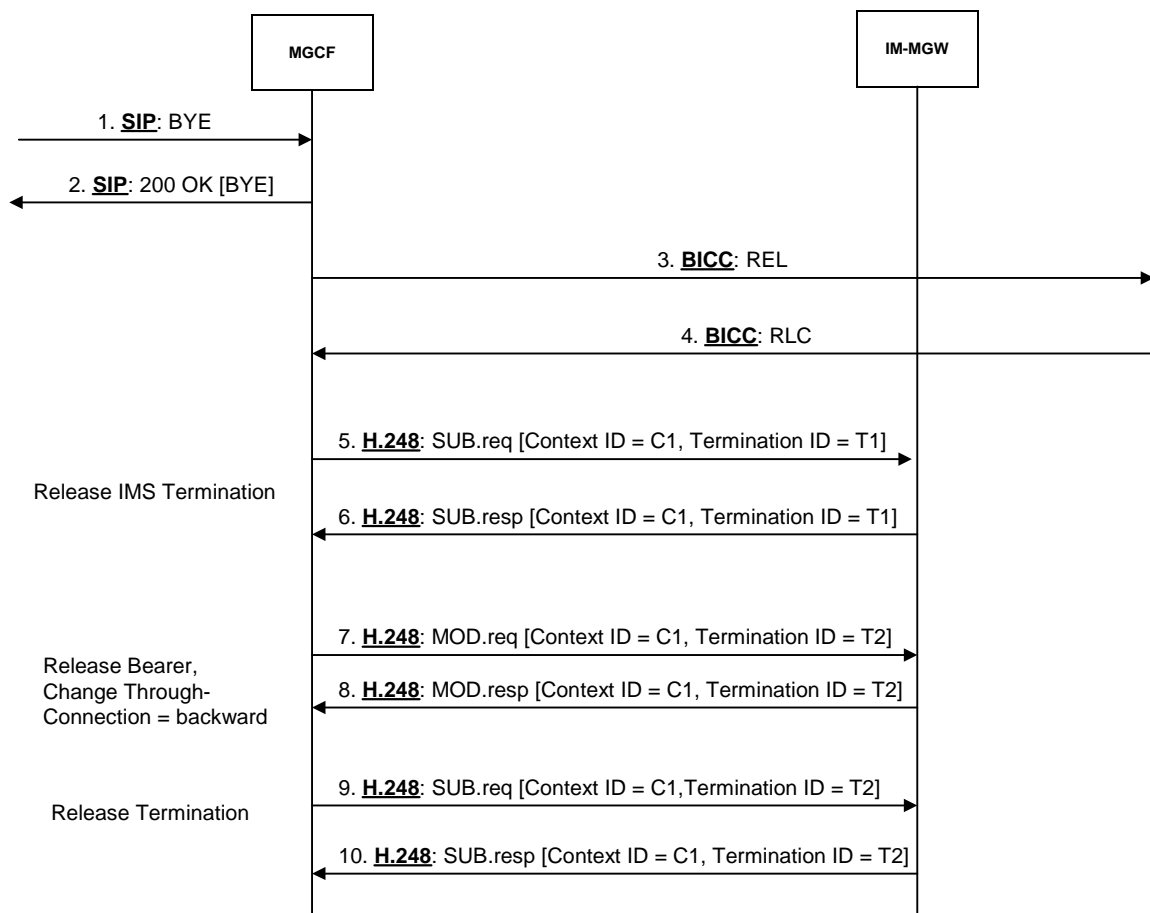 MGCF
IM-MGW
1. SIP: BYE
2. SIP: 200 OK [BYE]
3. BICC: REL
4. BICC: RLC
5. H.248: SUB.req [Context ID = C1, Termination ID = T1]
Release IMS Termination
6. H.248: SUB.resp [Context ID = C1, Termination ID = T1]
7. H.248: MOD.req [Context ID = C1, Termination ID = T2]
Release Bearer,
Change Through-
Connection = backward
8. H.248: MOD.resp [Context ID = C1, Termination ID = T2]
9. H.248: SUB.req [Context ID = C1,Termination ID = T2]
Release Termination
10. H.248: SUB.resp [Context ID = C1, Termination ID = T2]